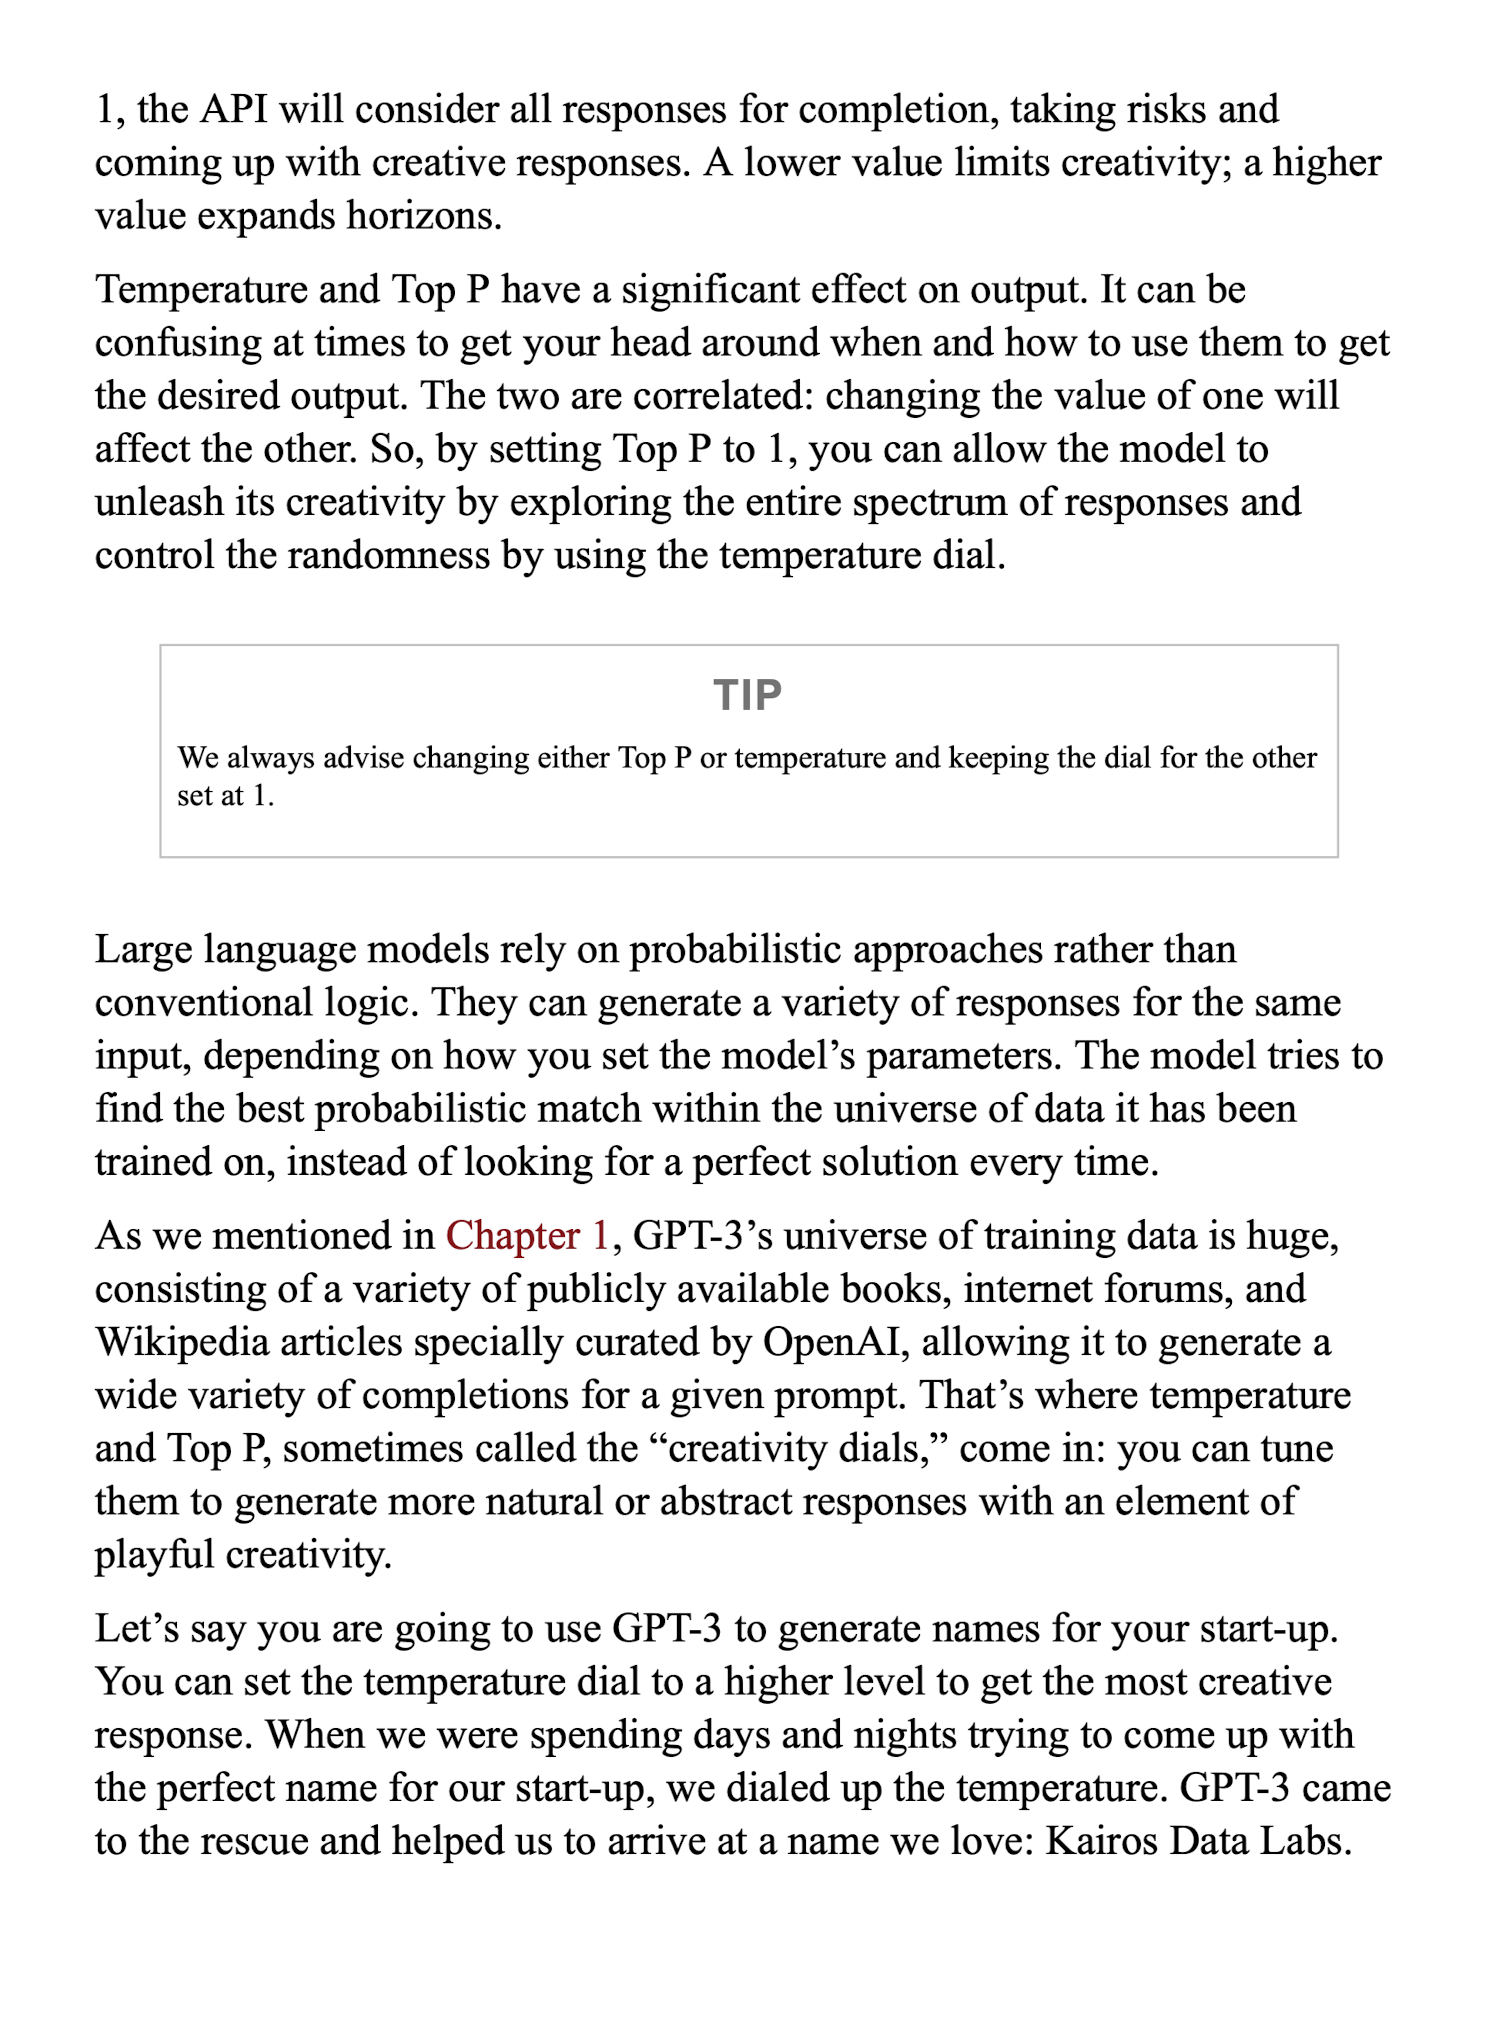 1, the API will consider all responses for completion, taking risks and
coming up with creative responses. A lower value limits creativity; a higher
value expands horizons.
Temperature and Top P have a significant effect on output. It can be
confusing at times to get your head around when and how to use them to get
the desired output. The two are correlated: changing the value of one will
affect the other. So, by setting Top P to 1, you can allow the model to
unleash its creativity by exploring the entire spectrum of responses and
control the randomness by using the temperature dial.
TIP
We always advise changing either Top P or temperature and keeping the dial for the other
set at 1.
Large language models rely on probabilistic approaches rather than
conventional logic. They can generate a variety of responses for the same
input, depending on how you set the model’s parameters. The model tries to
find the best probabilistic match within the universe of data it has been
trained on, instead of looking for a perfect solution every time.
As we mentioned in Chapter 1, GPT-3’s universe of training data is huge,
consisting of a variety of publicly available books, internet forums, and
Wikipedia articles specially curated by OpenAI, allowing it to generate a
wide variety of completions for a given prompt. That’s where temperature
and Top P, sometimes called the “creativity dials,” come in: you can tune
them to generate more natural or abstract responses with an element of
playful creativity.
Let’s say you are going to use GPT-3 to generate names for your start-up.
You can set the temperature dial to a higher level to get the most creative
response. When we were spending days and nights trying to come up with
the perfect name for our start-up, we dialed up the temperature. GPT-3 came
to the rescue and helped us to arrive at a name we love: Kairos Data Labs.